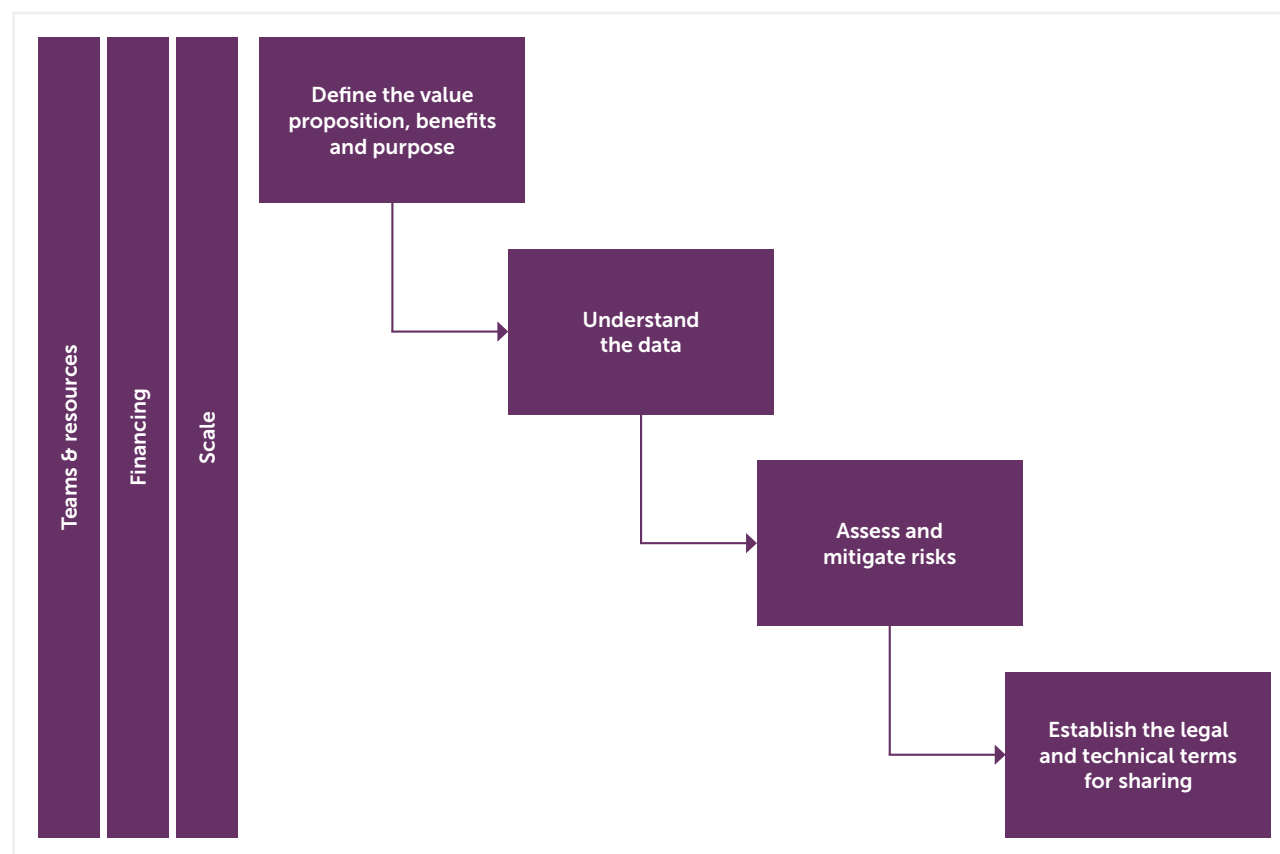 Teams & resources
Financing
Scale
Define the value
proposition, benefits
and purpose
Understand
the data
Assess and
mitigate risks
Establish the legal
and technical terms
for sharing